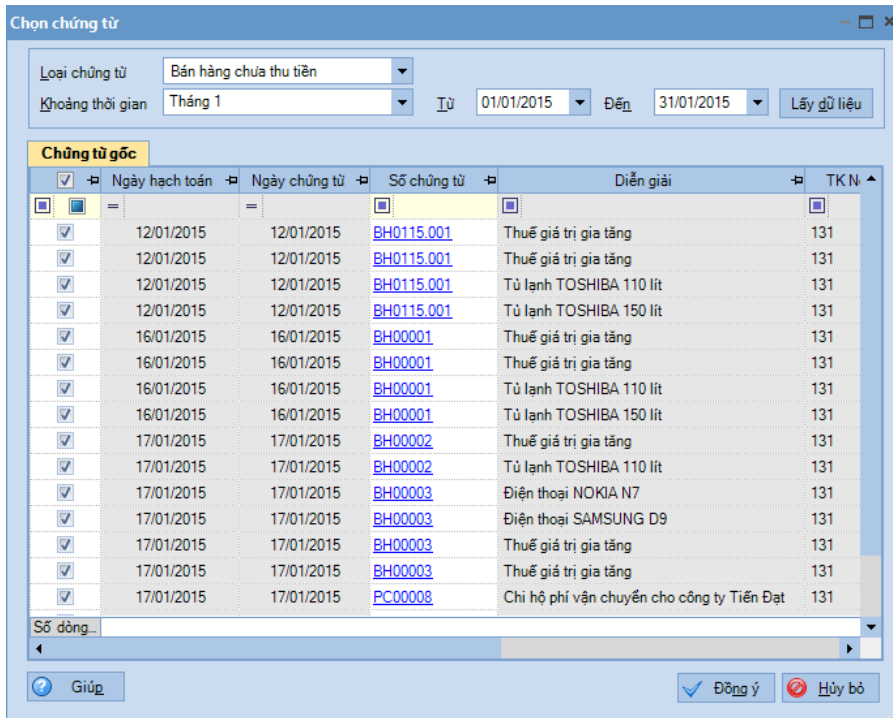 Chọn chứng từ
Loại chứng từ Bán hàng chưa thu tiền
Khoảng thời gian Tháng 1 Từ 01/01/2015 Đến 31/01/2015 Lấy dữ liệu
Chứng từ gốc
Ngày hạch toán Ngày chứng từ Số chứng từ Diễn giải TK N
= =
12/01/2015 12/01/2015 BH0115.001 Thuế giá trị gia tăng 131
12/01/2015 12/01/2015 BH0115.001 Thuế giá trị gia tăng 131
12/01/2015 12/01/2015 BH0115.001 Tủ lạnh TOSHIBA 110 lít 131
12/01/2015 12/01/2015 BH0115.001 Tủ lạnh TOSHIBA 150 lít 131
16/01/2015 16/01/2015 BH00001 Thuế giá trị gia tăng 131
16/01/2015 16/01/2015 BH00001 Thuế giá trị gia tăng 131
16/01/2015 16/01/2015 BH00001 Tủ lạnh TOSHIBA 110 lít 131
16/01/2015 16/01/2015 BH00001 Tủ lạnh TOSHIBA 150 lít 131
17/01/2015 17/01/2015 BH00002 Thuế giá trị gia tăng 131
17/01/2015 17/01/2015 BH00002 Tủ lạnh TOSHIBA 110 lít 131
17/01/2015 17/01/2015 BH00003 Điện thoại NOKIA N7 131
17/01/2015 17/01/2015 BH00003 Điện thoại SAMSUNG D9 131
17/01/2015 17/01/2015 BH00003 Thuế giá trị gia tăng 131
17/01/2015 17/01/2015 BH00003 Thuế giá trị gia tăng 131
17/01/2015 17/01/2015 PC00008 Chi hộ phí vận chuyển cho công ty Tiến Đạt 131
Số dòng...
Giúp Đồng ý Hủy bỏ